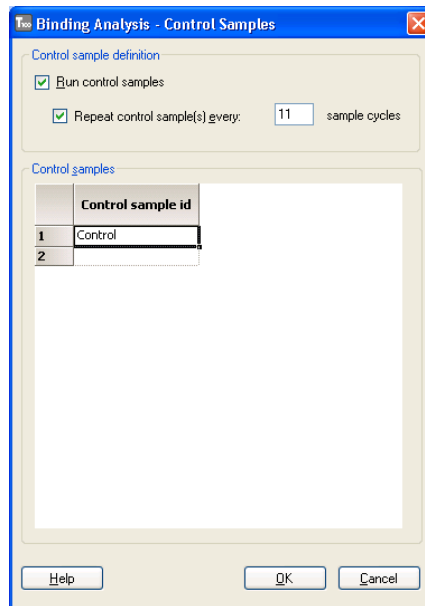 T100 Binding Analysis - Control Samples
Control sample definition
Run control samples
Repeat control sample(s) every: 11 sample cycles
Control samples
Control sample id
1 Control
2
Help OK Cancel